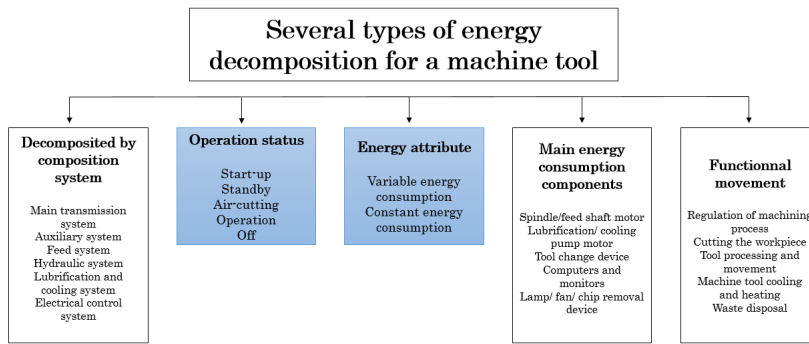 Several types of energy
decomposition for a machine tool
Decomposited by
composition
system
Main transmission
system
Auxiliary system
Feed system
Hydraulic system
Lubrification and
cooling system
Electrical control
system
Operation status
Start-up
Standby
Air-cutting
Operation
Off
Energy attribute
Variable energy
consumption
Constant energy
consumption
Main energy
consumption
components
Spindle/feed shaft motor
Lubrification/ cooling
pump motor
Tool change device
Computers and
monitors
Lamp/ fan/ chip removal
device
Functionnal
movement
Regulation of machining
process
Cutting the workpiece
Tool processing and
movement
Machine tool cooling
and heating
Waste disposal